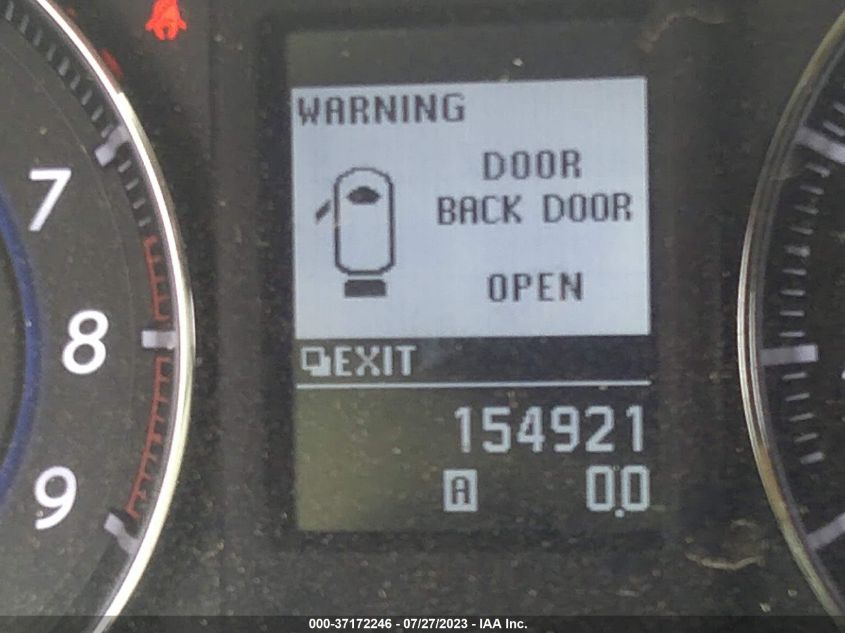 WARNING
DOOR
BACK DOOR
OPEN
EXIT
154921
A 0.0
7
8
9
000-37172246 - 07/27/2023 - IAA Inc.